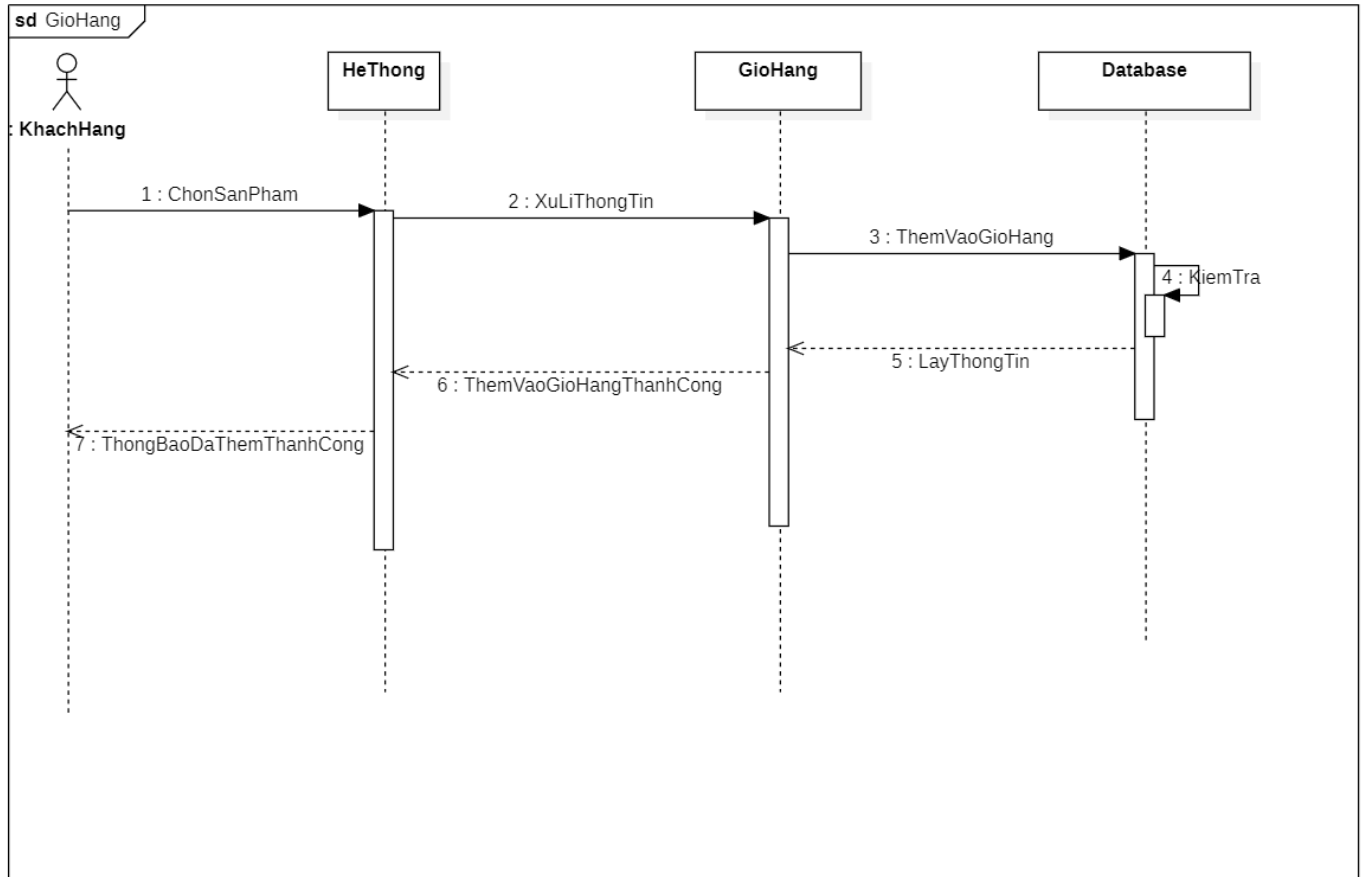 sd GioHang
HeThong
GioHang
Database
: KhachHang
1 : ChonSanPham
2 : XuLiThongTin
3 : ThemVaoGioHang
4 : KiemTra
5 : LayThongTin
6 : ThemVaoGioHangThanhCong
7 : ThongBaoDaThemThanhCong